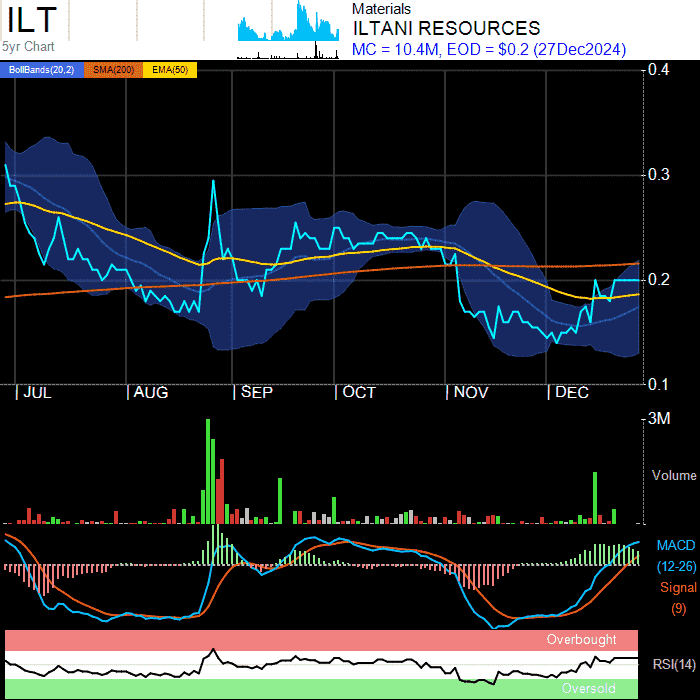 ILT
5yr Chart
Materials
ILTANI RESOURCES
MC = 10.4M, EOD = $0.2 (27Dec2024)
BollBands(20,2) SMA(200) EMA(50)
0.4
0.3
0.2
0.1
JUL AUG SEP OCT NOV DEC
3M
Volume
MACD
(12-26)
Signal
(9)
Overbought
RSI(14)
Oversold